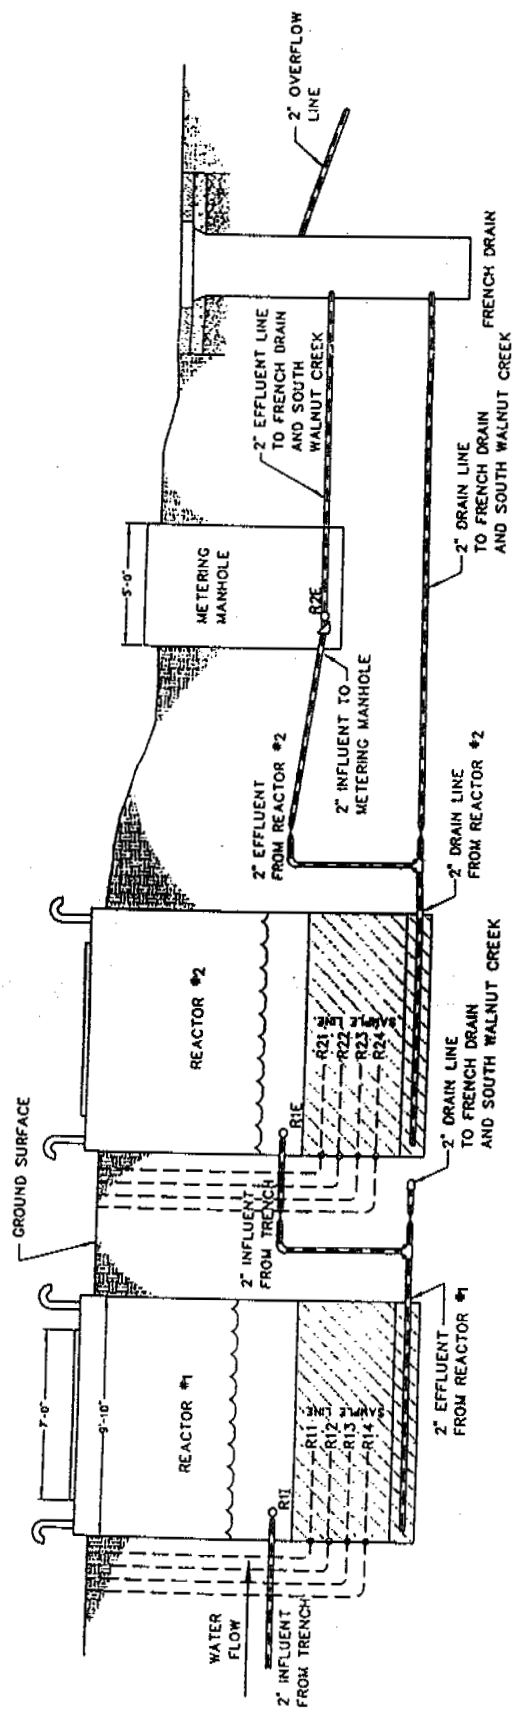 GROUND SURFACE
7'-0"
9'-10"
REACTOR #1
WATER
FLOW
2" INFLUENT
FROM TRENCH
R1I
R11
R12
R13
R14
SAMPLE LINE
2" EFFLUENT
FROM REACTOR #1
2" INFLUENT
FROM TRENCH
2" DRAIN LINE
TO FRENCH DRAIN
AND SOUTH WALNUT CREEK
REACTOR #2
R1E
R21
R22
R23
R24
SAMPLE LINE
2" DRAIN LINE
FROM REACTOR #2
2" EFFLUENT
FROM REACTOR #2
2" INFLUENT TO
METERING MANHOLE
5'-0"
METERING
MANHOLE
R2E
2" EFFLUENT LINE
TO FRENCH DRAIN
AND SOUTH
WALNUT CREEK
2" DRAIN LINE
TO FRENCH DRAIN
AND SOUTH WALNUT CREEK
2" OVERFLOW
LINE
FRENCH DRAIN